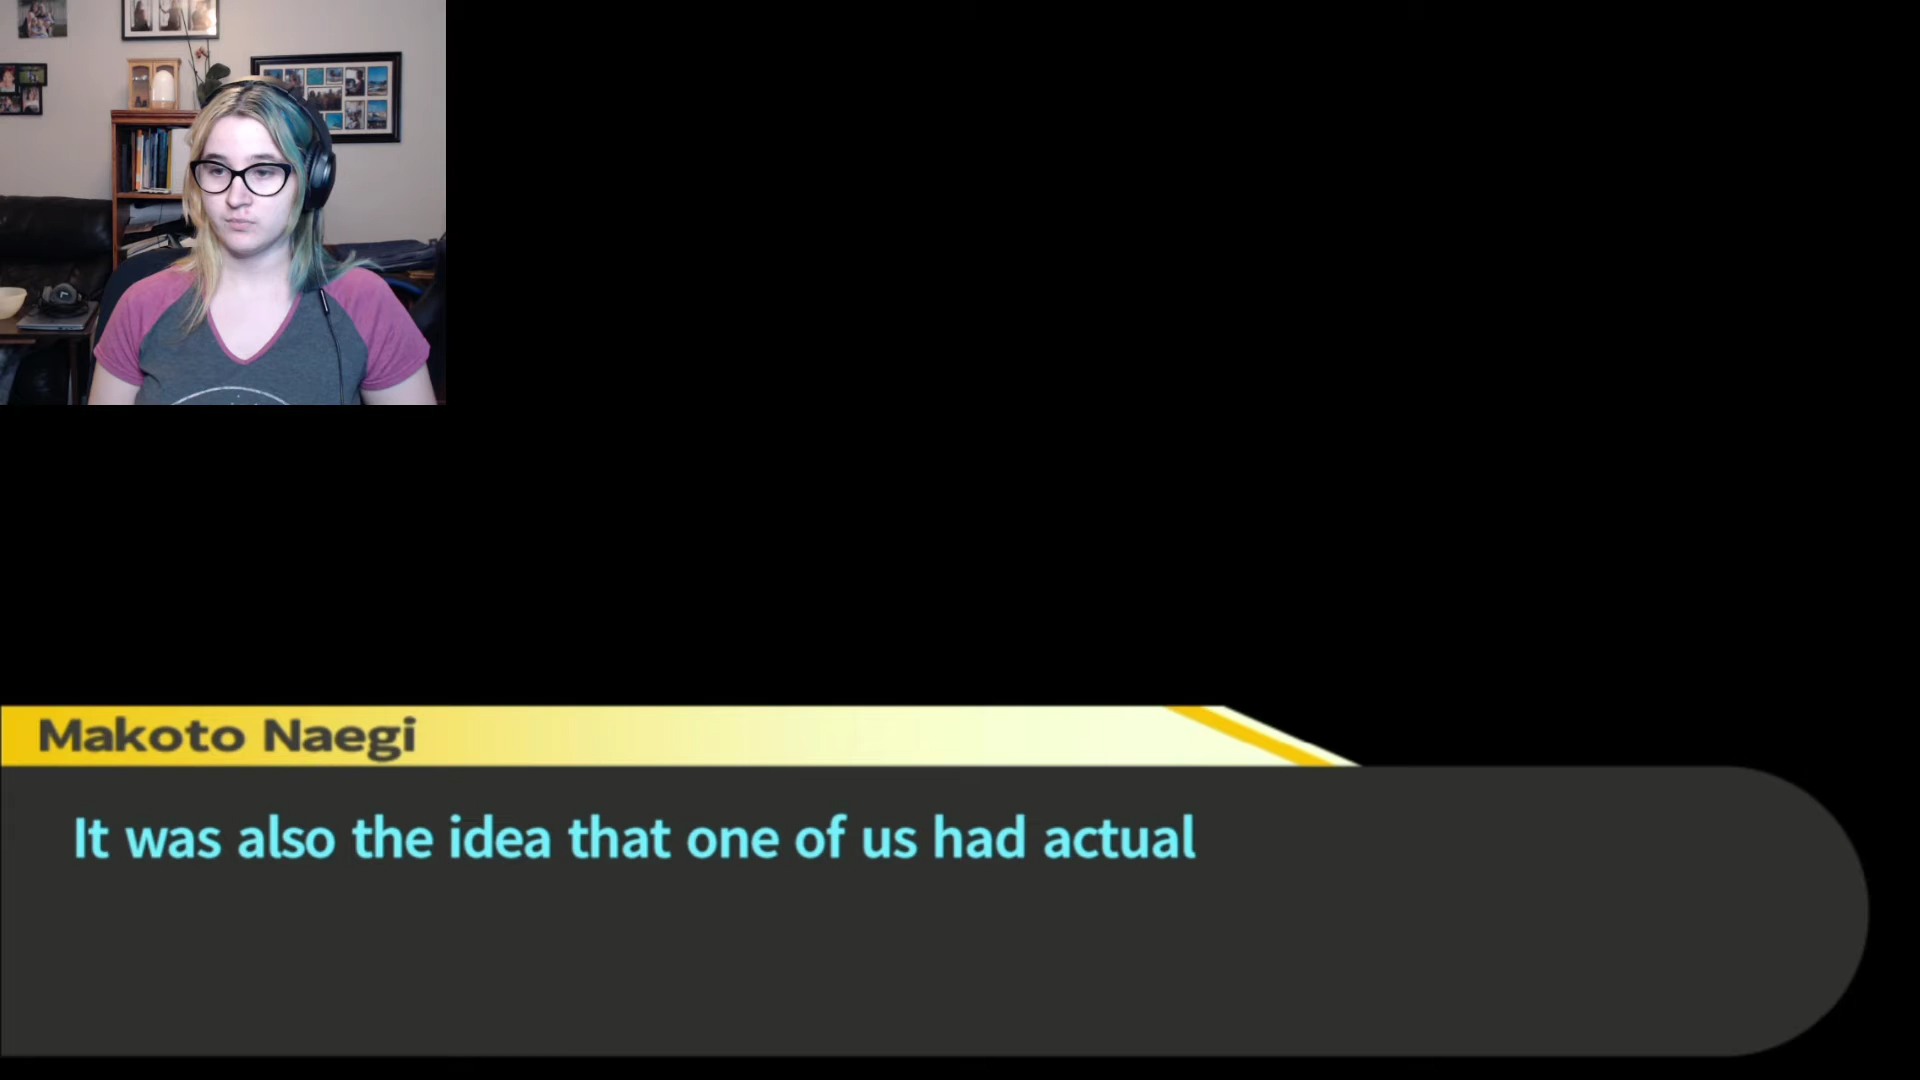 Makoto Naegi
It was also the idea that one of us had actual